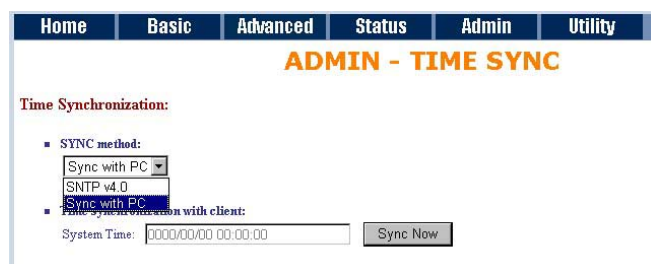 Home Basic Advanced Status Admin Utility
ADMIN - TIME SYNC
Time Synchronization:
SYNC method:
Sync with PC
SNTP v4.0
Sync with PC
Time synchronization with client:
System Time: 0000/00/00 00:00:00 Sync Now